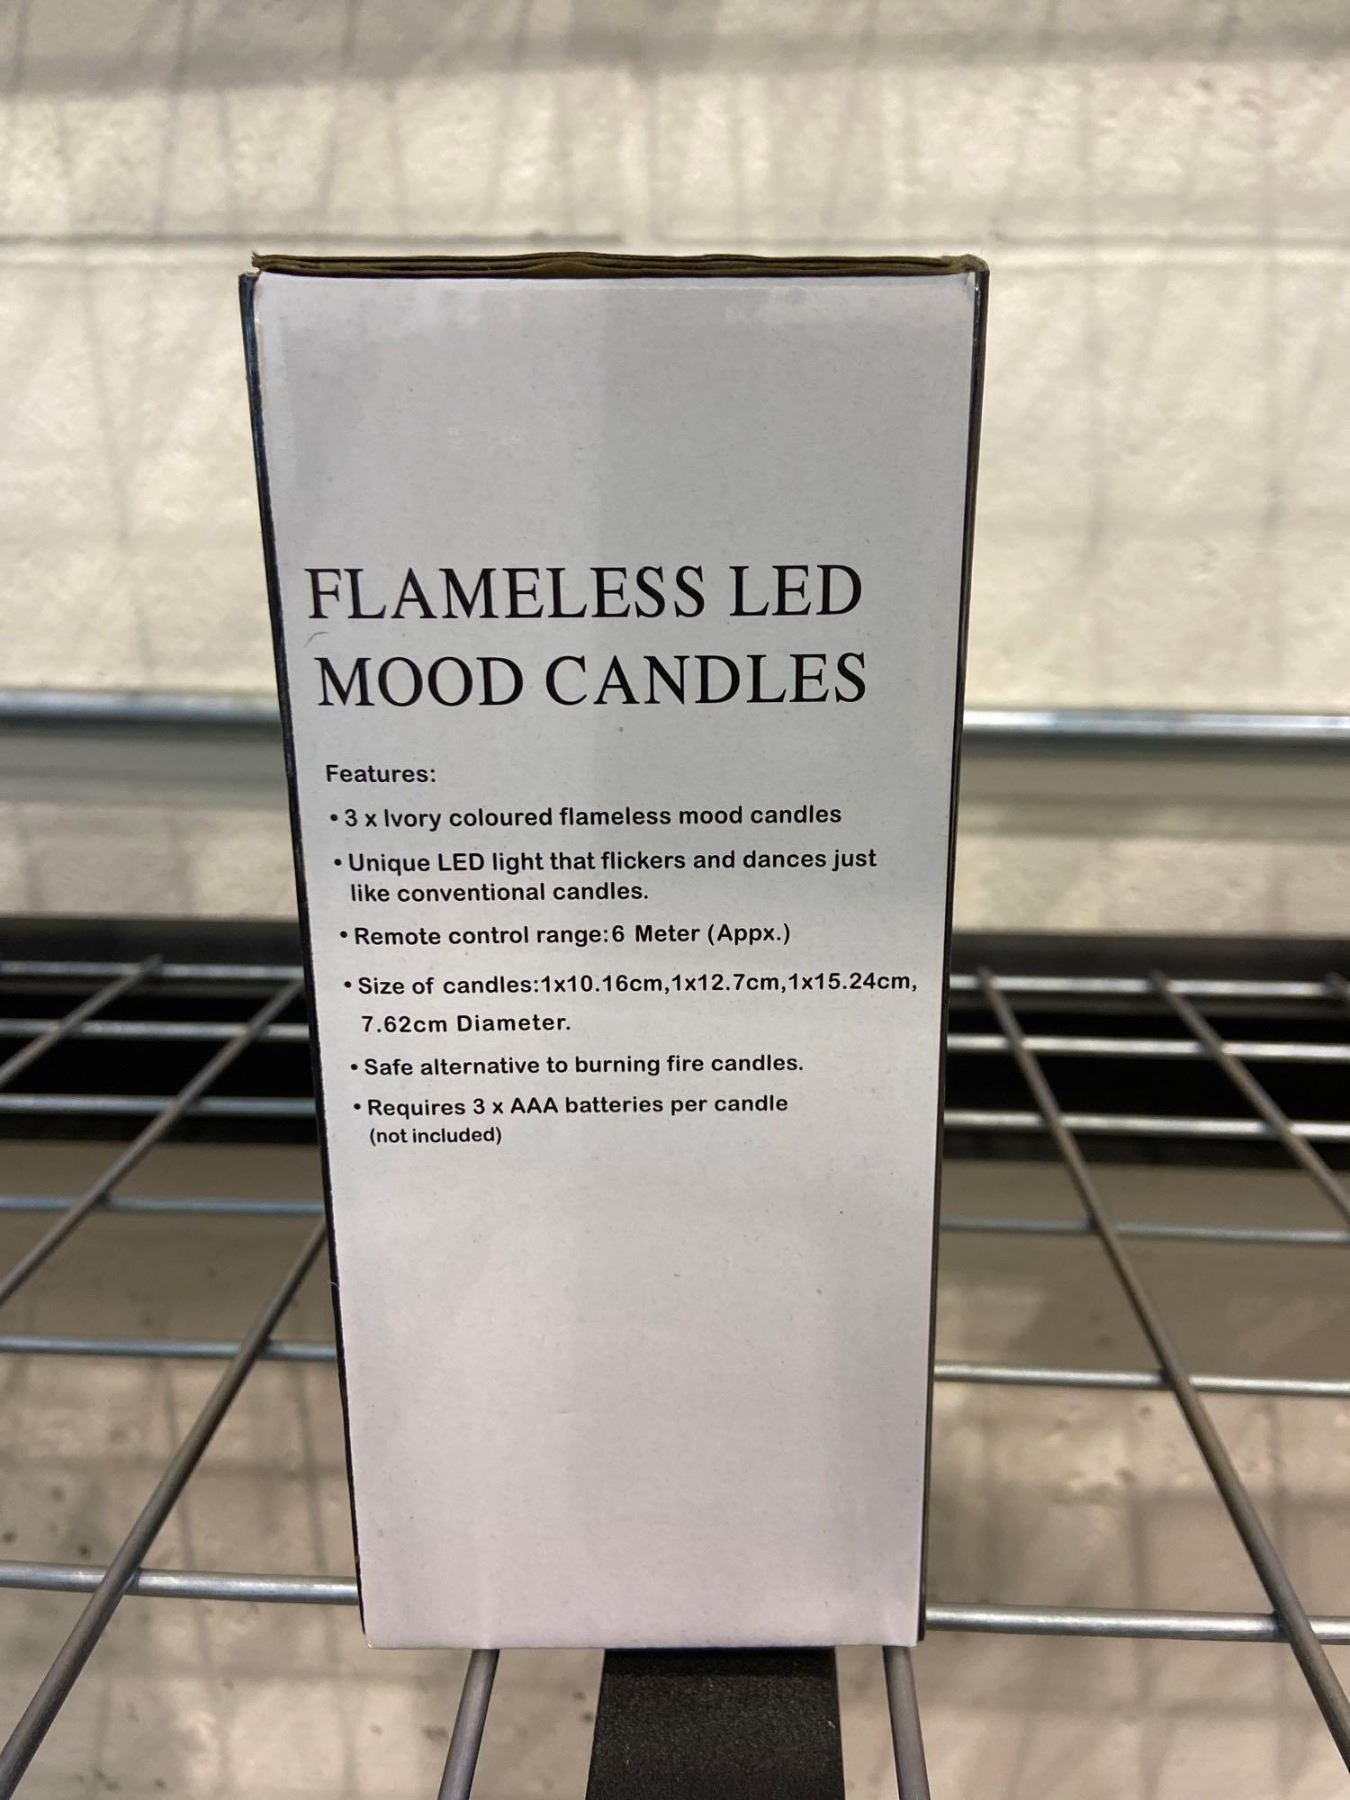 FLAMELESS LED
MOOD CANDLES
Features:
• 3 x Ivory coloured flameless mood candles
• Unique LED light that flickers and dances just
like conventional candles.
• Remote control range:6 Meter (Appx.)
• Size of candles:1x10.16cm,1x12.7cm,1x15.24cm,
7.62cm Diameter.
• Safe alternative to burning fire candles.
• Requires 3 x AAA batteries per candle
(not included)